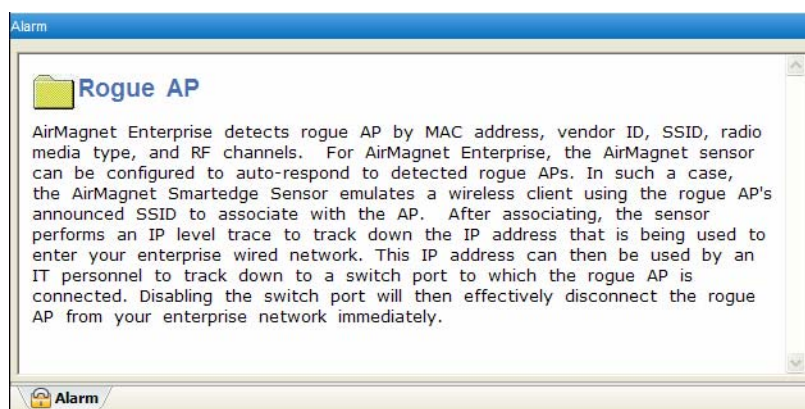 Alarm
Rogue AP
AirMagnet Enterprise detects rogue AP by MAC address, vendor ID, SSID, radio
media type, and RF channels. For AirMagnet Enterprise, the AirMagnet sensor
can be configured to auto-respond to detected rogue APs. In such a case,
the AirMagnet Smartedge Sensor emulates a wireless client using the rogue AP's
announced SSID to associate with the AP. After associating, the sensor
performs an IP level trace to track down the IP address that is being used to
enter your enterprise wired network. This IP address can then be used by an
IT personnel to track down to a switch port to which the rogue AP is
connected. Disabling the switch port will then effectively disconnect the rogue
AP from your enterprise network immediately.
Alarm